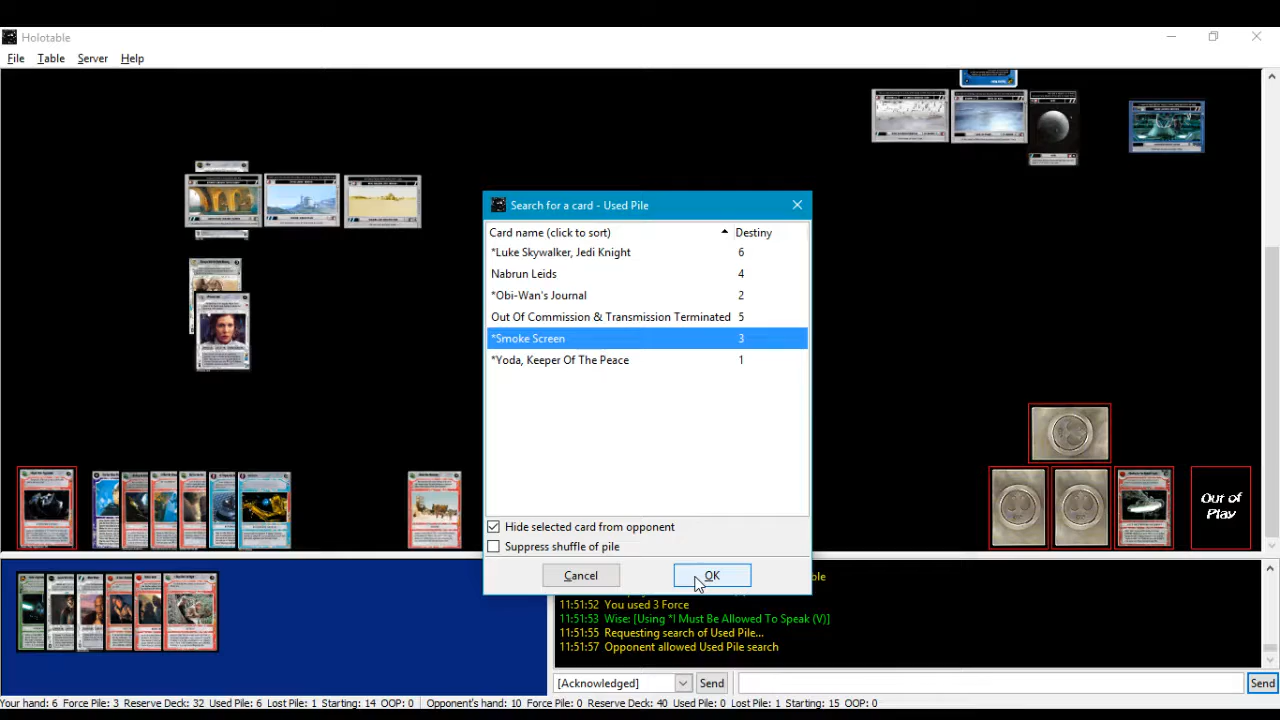 Holotable
File Table Server Help
Search for a card - Used Pile
Card name (click to sort) Destiny
*Luke Skywalker, Jedi Knight 6
Nabrun Leids 4
*Obi-Wan's Journal 2
Out Of Commission & Transmission Terminated 5
*Smoke Screen 3
*Yoda, Keeper Of The Peace 1
Hide selected card from opponent
Suppress shuffle of pile
Cancel OK
Out of
Play
11:51:52 You used 3 Force
11:51:53 Wise: [Using *I Must Be Allowed To Speak (V)]
11:51:55 Requesting search of Used Pile...
11:51:57 Opponent allowed Used Pile search
[Acknowledged] Send Send
Your hand: 6 Force Pile: 3 Reserve Deck: 32 Used Pile: 6 Lost Pile: 1 Starting: 14 OOP: 0 Opponent's hand: 10 Force Pile: 0 Reserve Deck: 40 Used Pile: 0 Lost Pile: 1 Starting: 15 OOP: 0